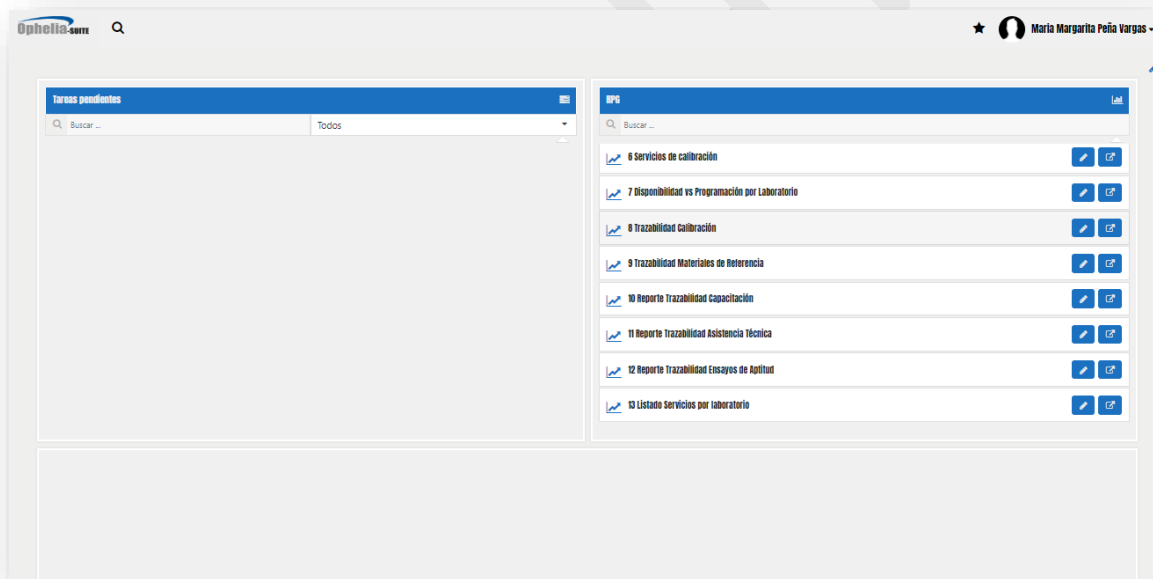 Ophelia-SUITE
Maria Margarita Peña Vargas
Tareas pendientes
Buscar ...
Todos
RPG
Buscar ...
6 Servicios de calibración
7 Disponibilidad vs Programación por Laboratorio
8 Trazabilidad Calibración
9 Trazabilidad Materiales de Referencia
10 Reporte Trazabilidad Capacitación
11 Reporte Trazabilidad Asistencia Técnica
12 Reporte Trazabilidad Ensayos de Aptitud
13 Listado Servicios por laboratorio